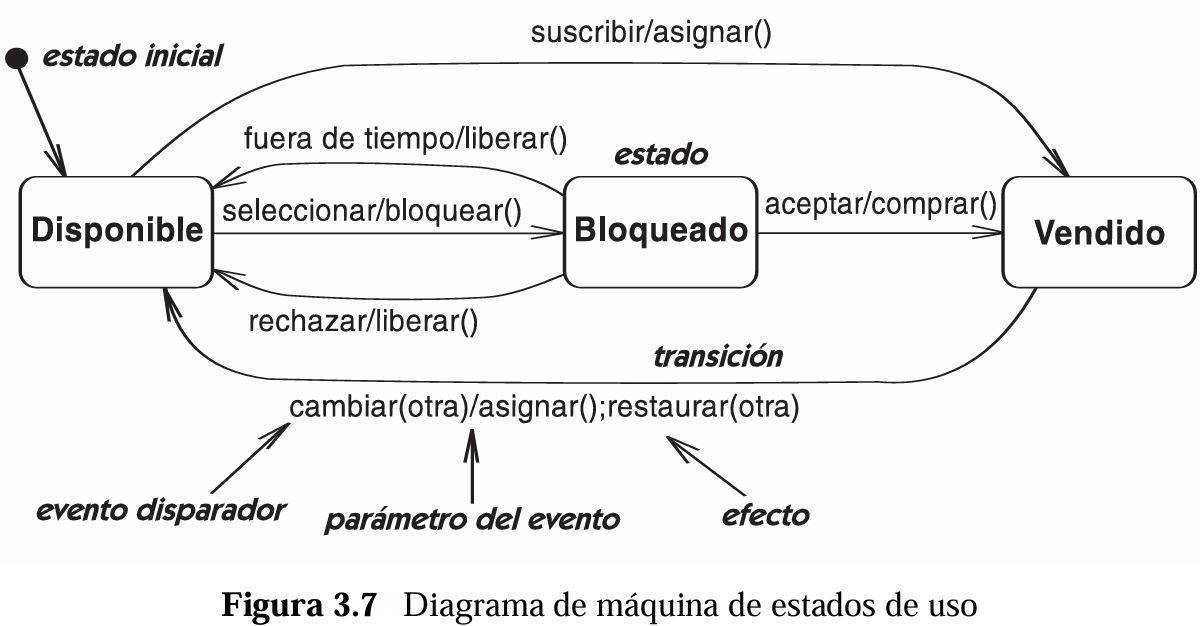 suscribir/asignar()
estado inicial
fuera de tiempo/liberar()
estado
seleccionar/bloquear()
aceptar/comprar()
Disponible
Bloqueado
Vendido
rechazar/liberar()
transición
cambiar(otra)/asignar();restaurar(otra)
evento disparador
parámetro del evento
efecto
Figura 3.7 Diagrama de máquina de estados de uso